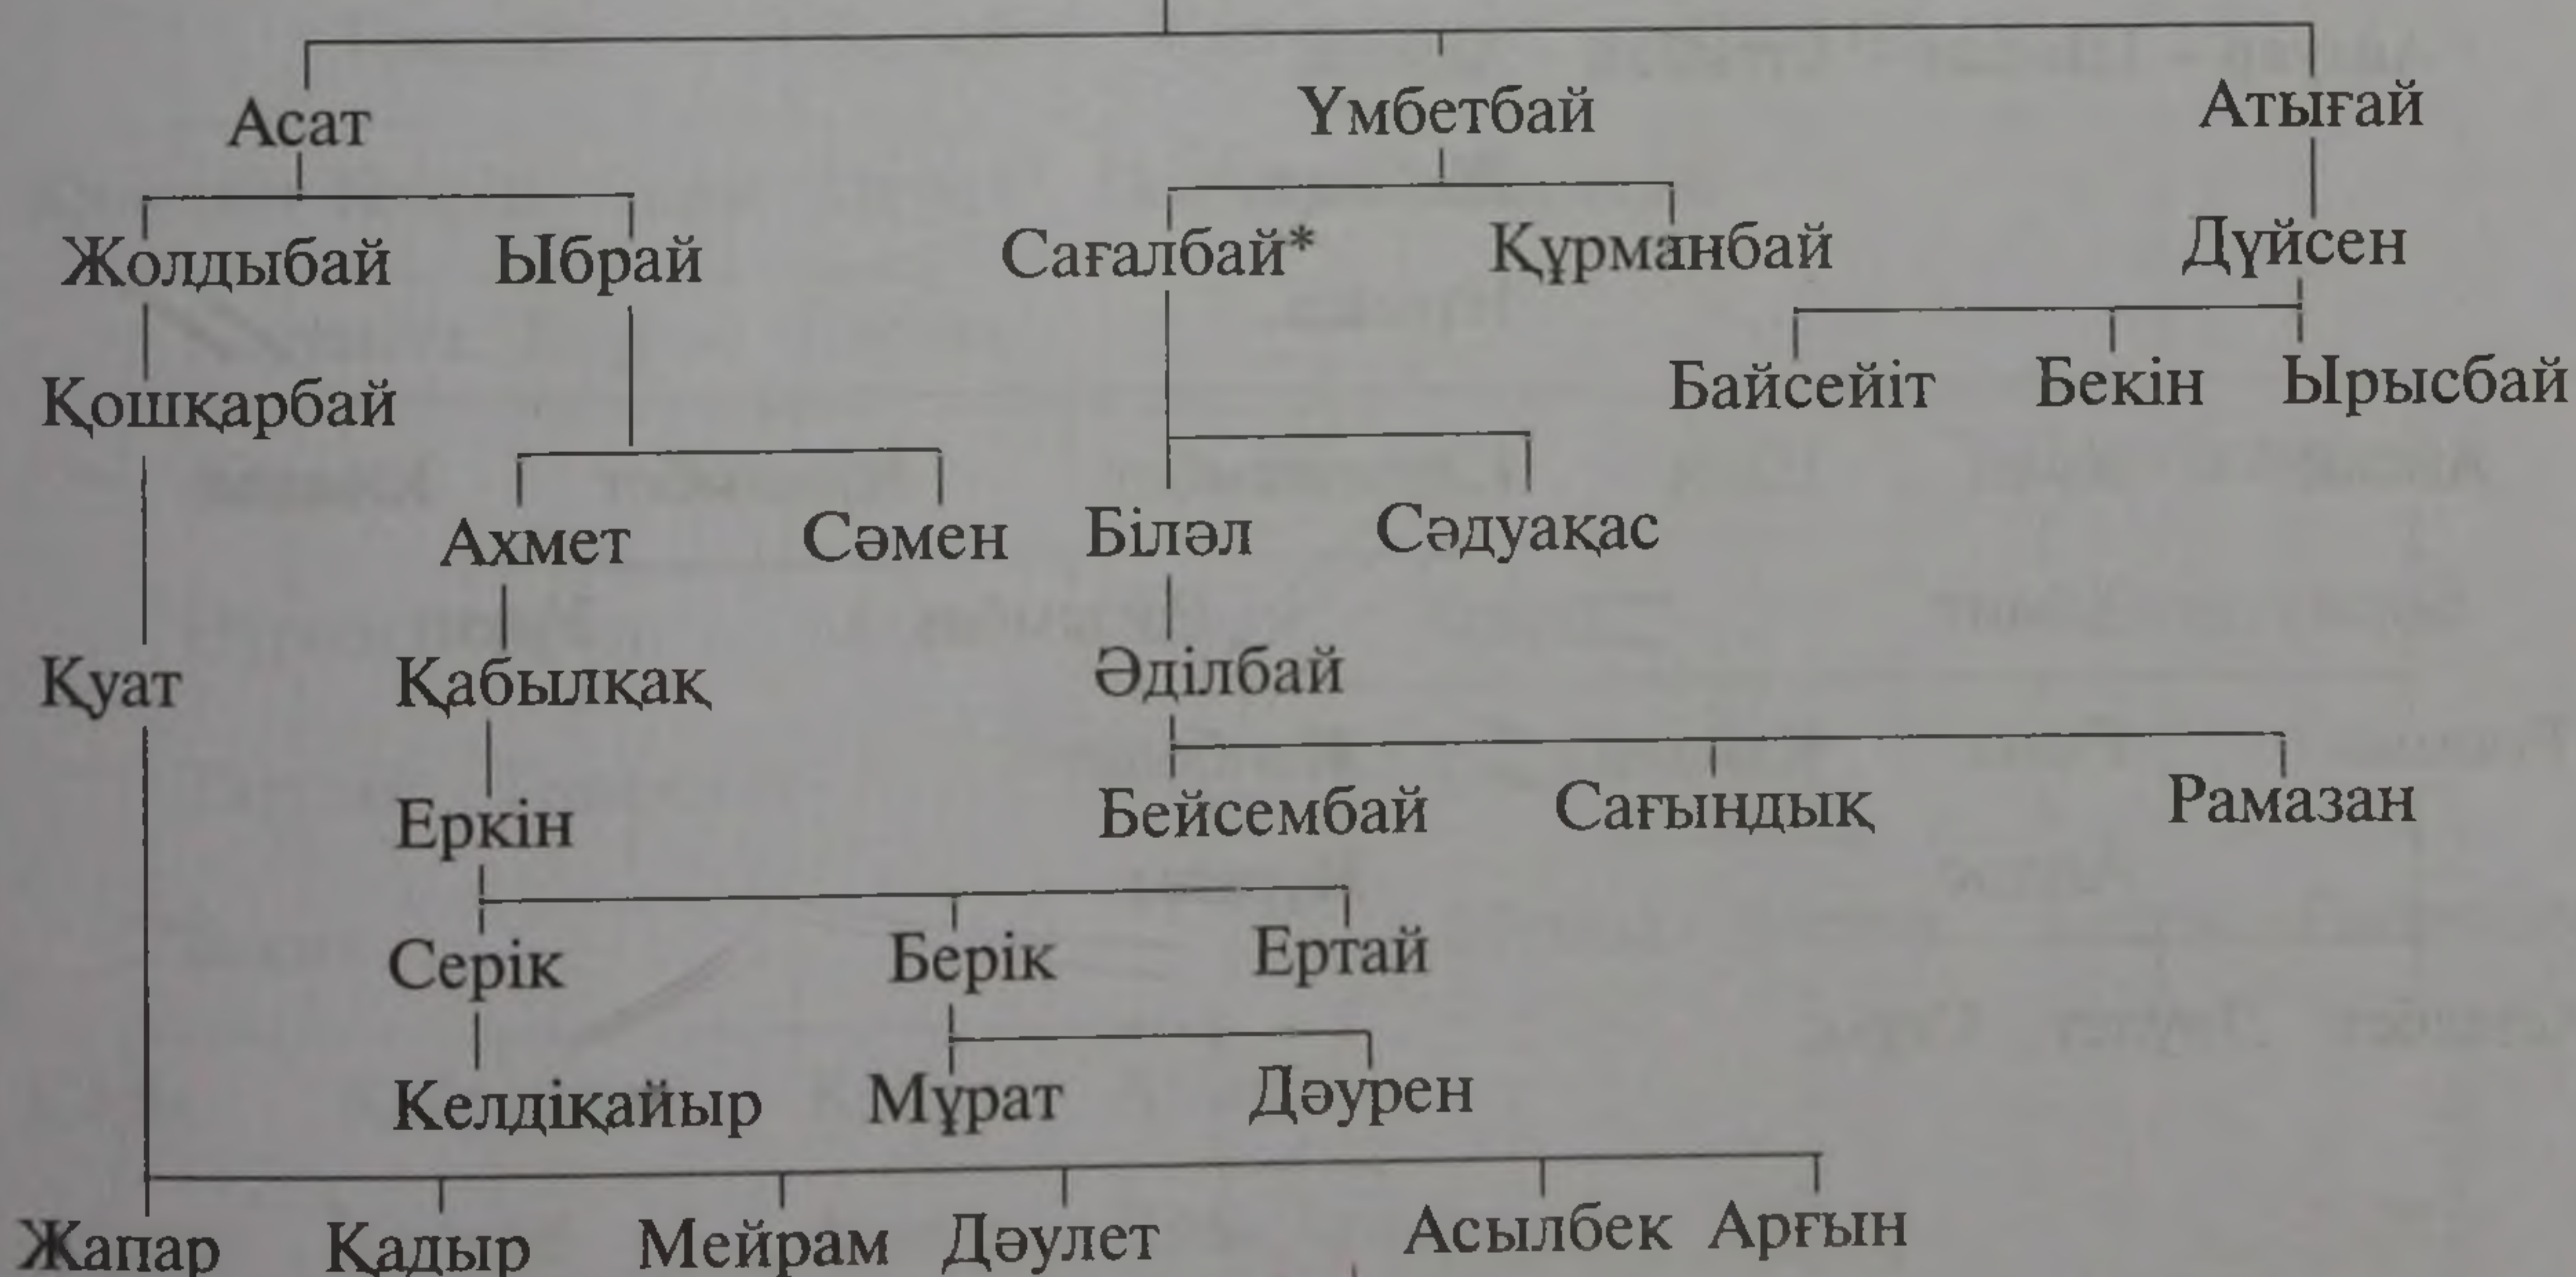 Асат Үмбетбай Атығай
Жолдыбай Ыбрай Сағалбай* Құрманбай Дүйсен
Қошқарбай Байсейіт Бекін Ырысбай
Ахмет Сәмен Біләл Сәдуақас
Қуат Қабылқақ Әділбай
Еркін Бейсембай Сағындық Рамазан
Серік Берік Ертай
Келдіқайыр Мұрат Дәурен
Жапар Қадыр Мейрам Дәулет Асылбек Арғын